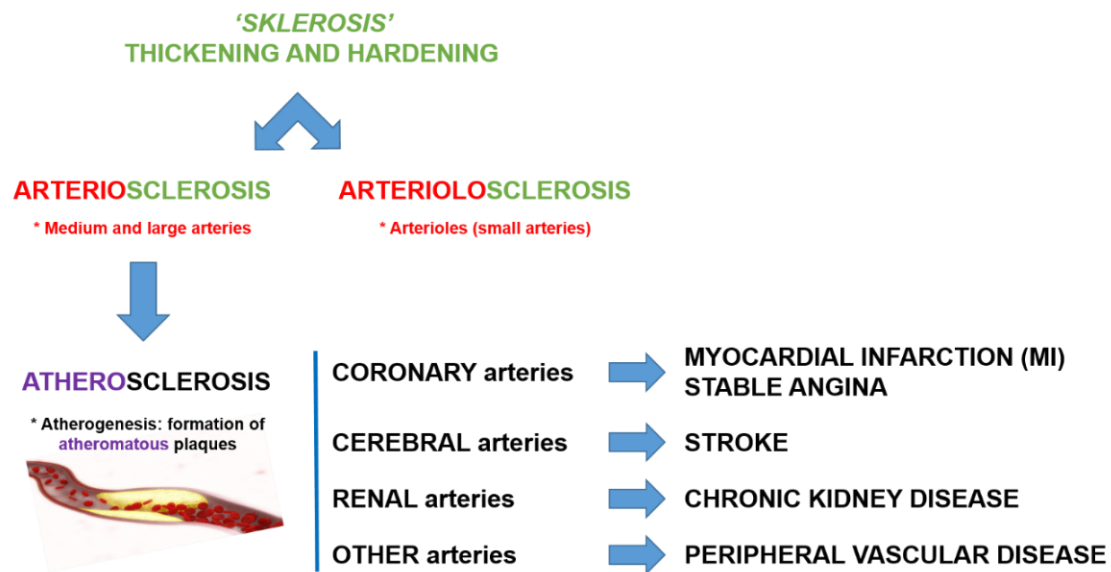 ‘SKLEROSIS’
THICKENING AND HARDENING
ARTERIOSCLEROSIS
* Medium and large arteries
ARTERIOLOSCLEROSIS
* Arterioles (small arteries)
ATHEROSCLEROSIS
* Atherogenesis: formation of
atheromatous plaques
CORONARY arteries
MYOCARDIAL INFARCTION (MI)
STABLE ANGINA
CEREBRAL arteries
STROKE
RENAL arteries
CHRONIC KIDNEY DISEASE
OTHER arteries
PERIPHERAL VASCULAR DISEASE